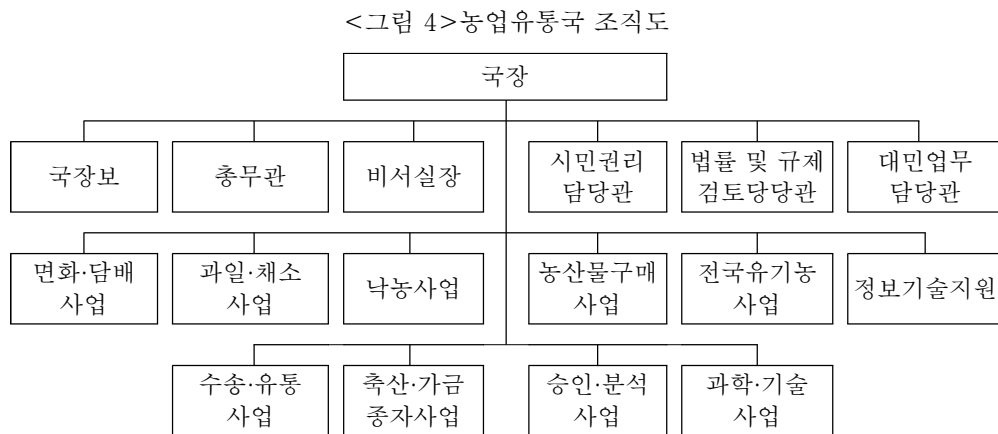 <그림 4>농업유통국 조직도
국장
국장보
총무관
비서실장
시민권리
담당관
법률 및 규제
검토당당관
대민업무
담당관
면화·담배
사업
과일·채소
사업
낙농사업
농산물구매
사업
전국유기농
사업
정보기술지원
수송·유통
사업
축산·가금
종자사업
승인·분석
사업
과학·기술
사업